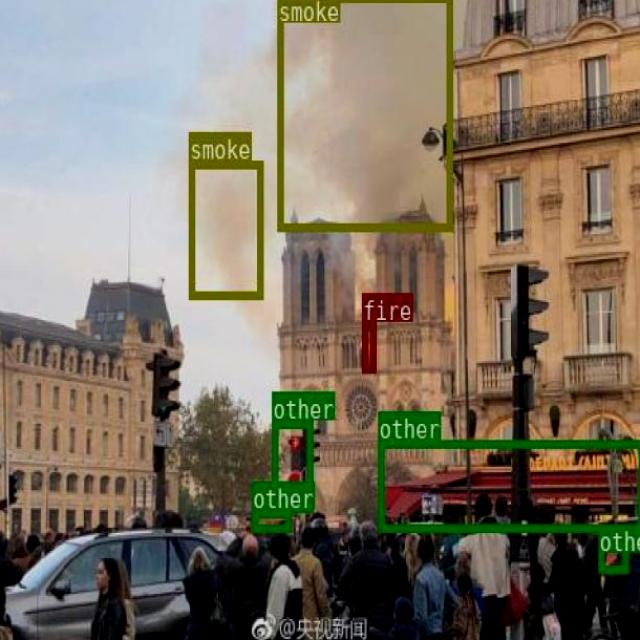 smoke
smoke
fire
other
other
other
othe
@央视新闻